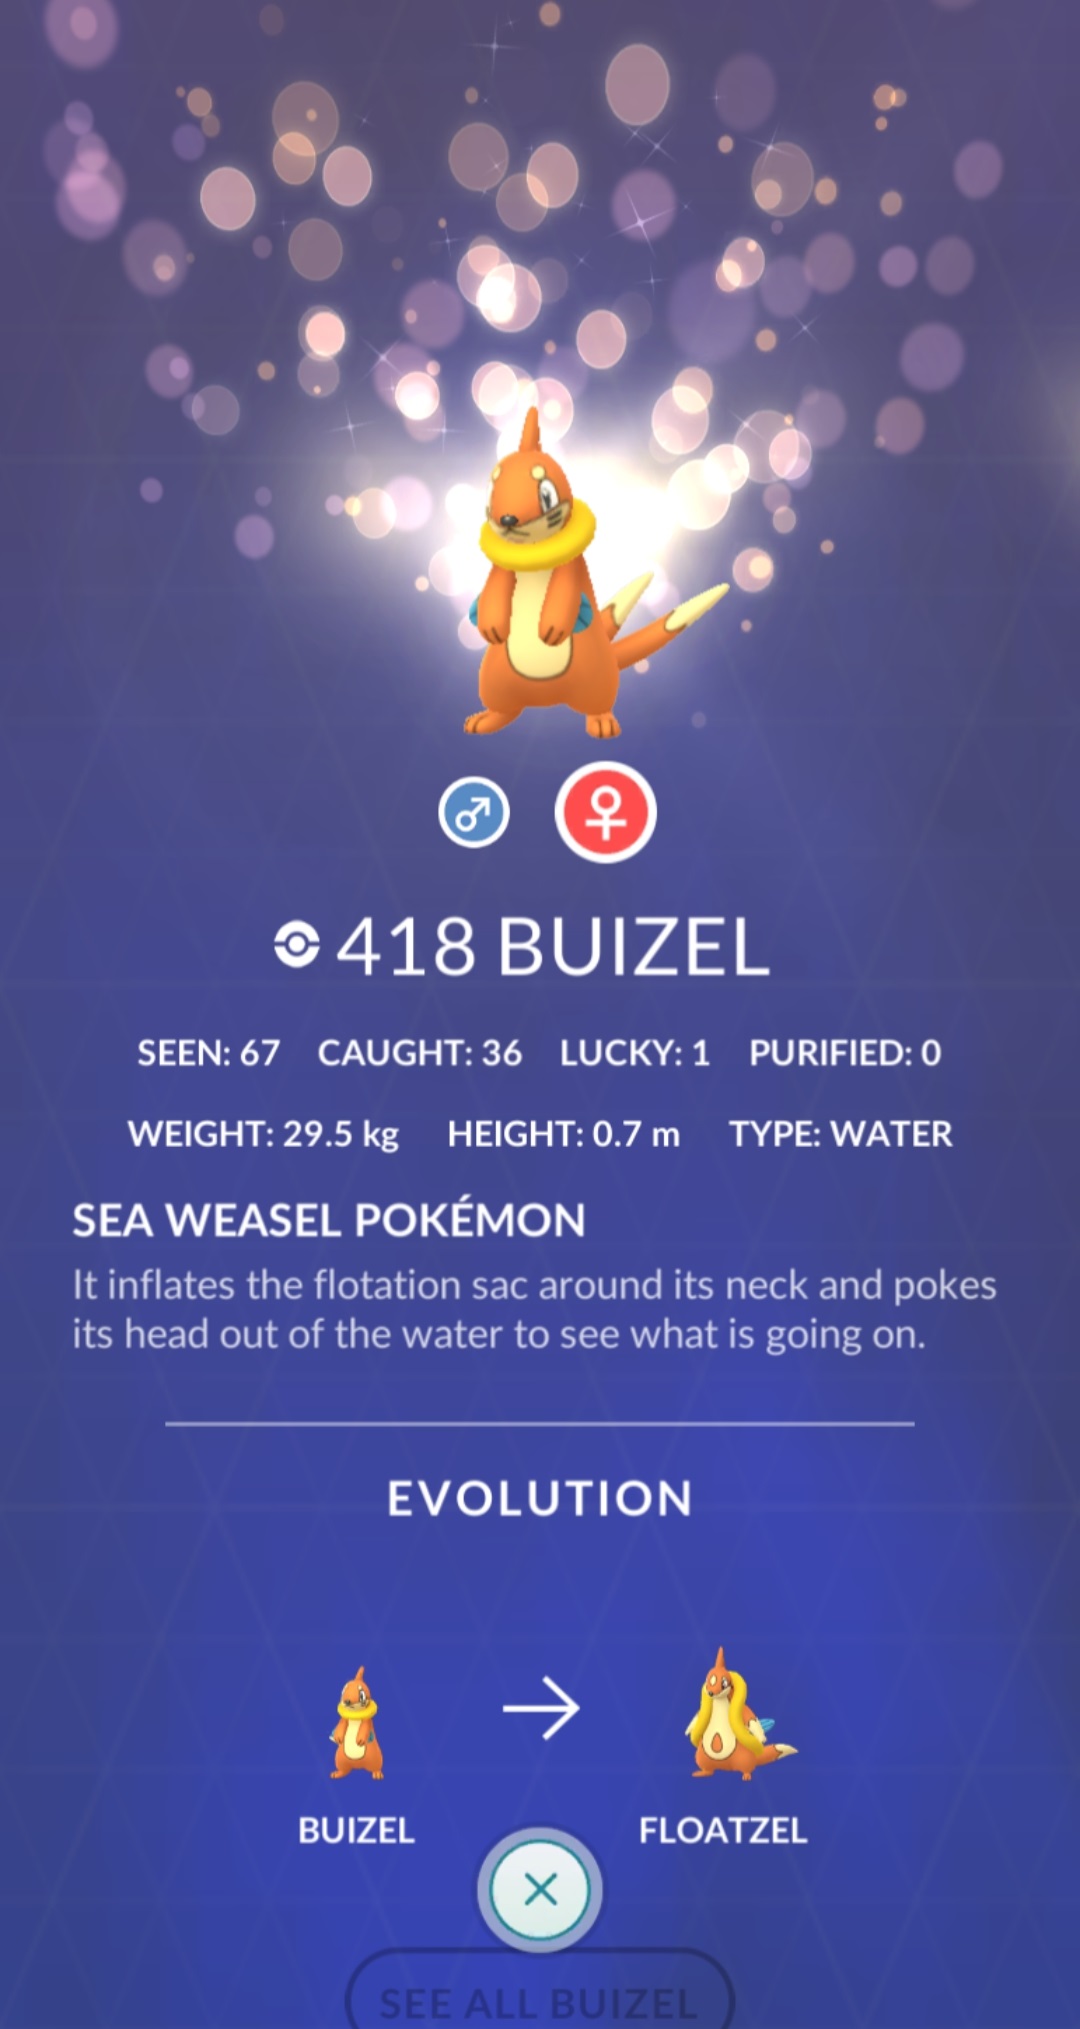 418 BUIZEL
SEEN: 67 CAUGHT: 36 LUCKY: 1 PURIFIED: 0
WEIGHT: 29.5 kg HEIGHT: 0.7 m TYPE: WATER
SEA WEASEL POKÉMON
It inflates the flotation sac around its neck and pokes
its head out of the water to see what is going on.
EVOLUTION
BUIZEL FLOATZEL
SEE ALL BUIZEL